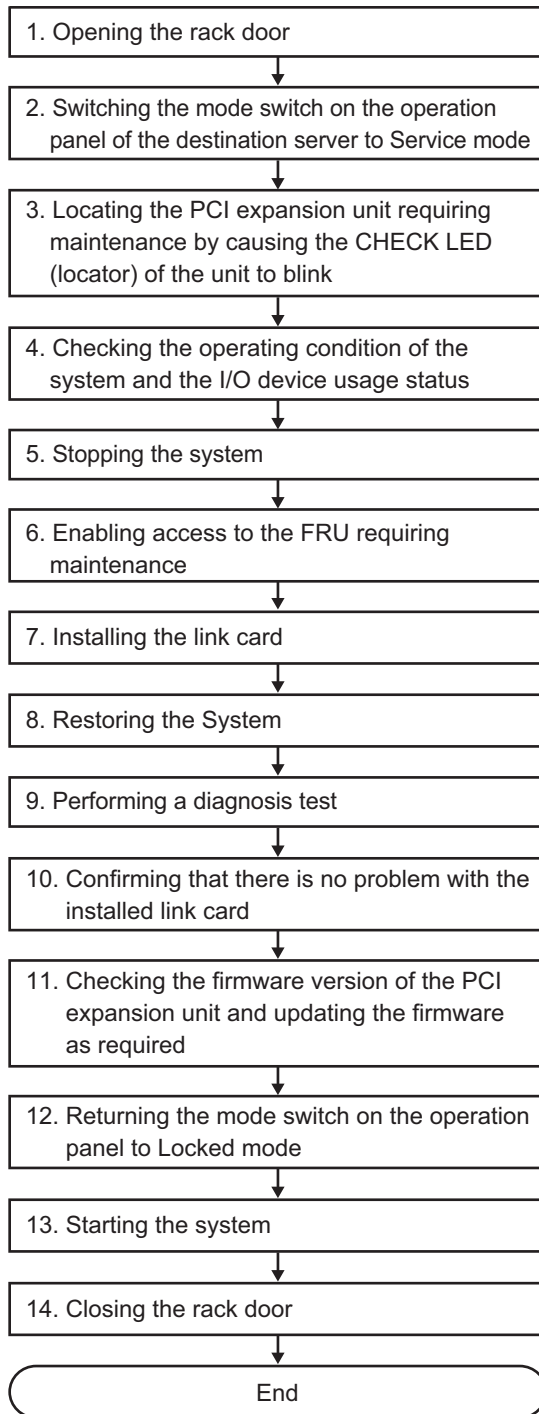 1. Opening the rack door
2. Switching the mode switch on the operation
panel of the destination server to Service mode
3. Locating the PCI expansion unit requiring
maintenance by causing the CHECK LED
(locator) of the unit to blink
4. Checking the operating condition of the
system and the I/O device usage status
5. Stopping the system
6. Enabling access to the FRU requiring
maintenance
7. Installing the link card
8. Restoring the System
9. Performing a diagnosis test
10. Confirming that there is no problem with the
installed link card
11. Checking the firmware version of the PCI
expansion unit and updating the firmware
as required
12. Returning the mode switch on the operation
panel to Locked mode
13. Starting the system
14. Closing the rack door
End